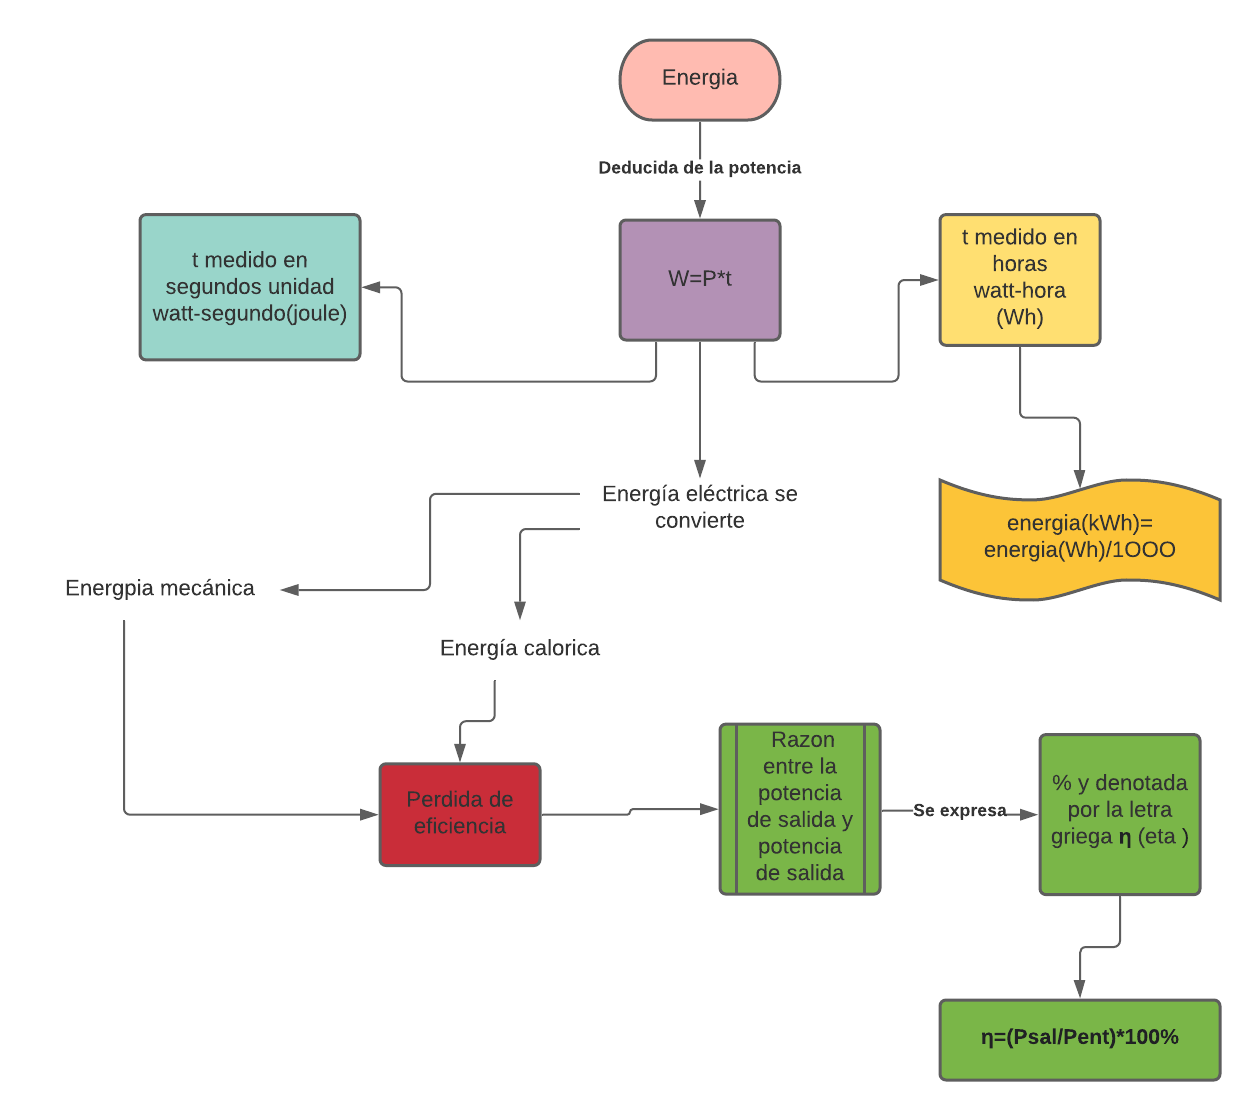 Energia
Deducida de la potencia
t medido en
segundos unidad
watt-segundo(joule)
W=P*t
t medido en
horas
watt-hora
(Wh)
Energía eléctrica se
convierte
energia(kWh)=
energia(Wh)/1OOO
Energpia mecánica
Energía calorica
Perdida de
eficiencia
Razon
entre la
potencia
de salida y
potencia
de salida
Se expresa
% y denotada
por la letra
griega η (eta )
η=(Psal/Pent)*100%